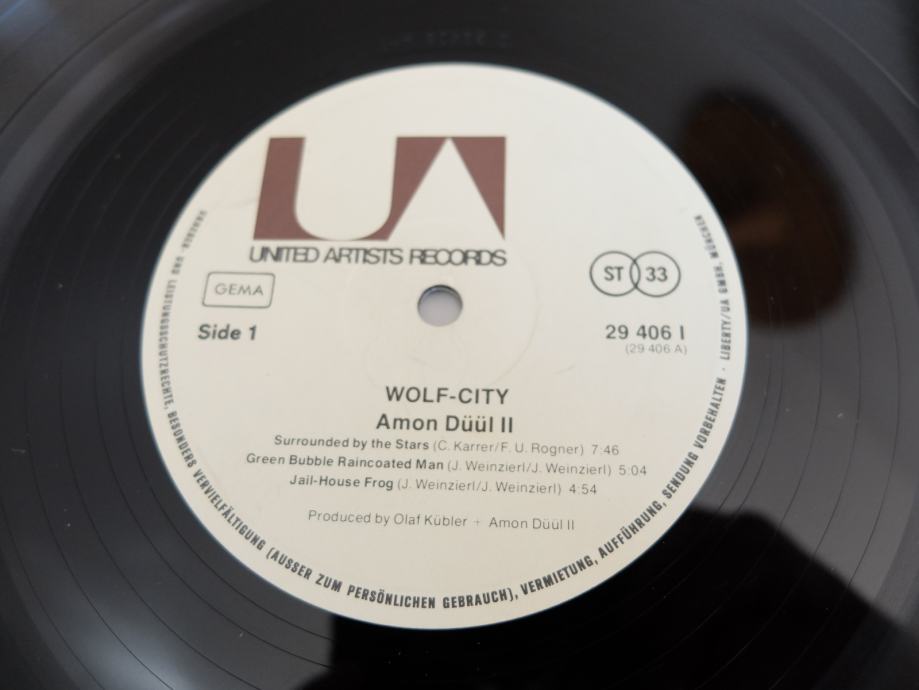 UA
UNITED ARTISTS RECORDS
GEMA
ST 33
Side 1
29 406 I
(29 406 A)
WOLF-CITY
Amon Düül II
Surrounded by the Stars (C. Karrer/F. U. Rogner) 7:46
Green Bubble Raincoated Man (J. Weinzierl/J. Weinzierl) 5:04
Jail-House Frog (J. Weinzierl/J. Weinzierl) 4:54
Produced by Olaf Kübler + Amon Düül II
URHEBER- UND LEISTUNGSSCHUTZRECHTE, BESONDERS VERVIELFÄLTIGUNG (AUSSER ZUM PERSÖNLICHEN GEBRAUCH), VERMIETUNG, AUFFÜHRUNG, SENDUNG VORBEHALTEN · LIBERTY/UA GMBH, MÜNCHEN